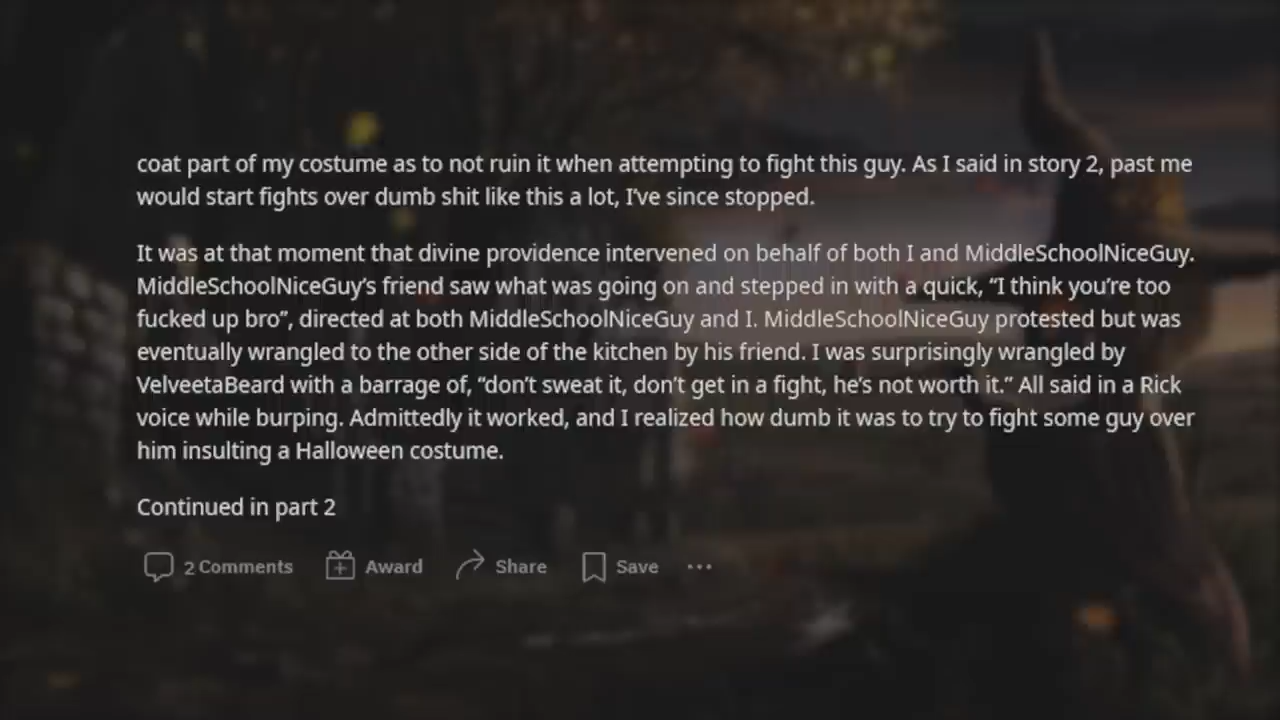 coat part of my costume as to not ruin it when attempting to fight this guy. As I said in story 2, past me
would start fights over dumb shit like this a lot, I’ve since stopped.
It was at that moment that divine providence intervened on behalf of both I and MiddleSchoolNiceGuy.
MiddleSchoolNiceGuy’s friend saw what was going on and stepped in with a quick, “I think you’re too
fucked up bro”, directed at both MiddleSchoolNiceGuy and I. MiddleSchoolNiceGuy protested but was
eventually wrangled to the other side of the kitchen by his friend. I was surprisingly wrangled by
VelveetaBeard with a barrage of, “don’t sweat it, don’t get in a fight, he’s not worth it.” All said in a Rick
voice while burping. Admittedly it worked, and I realized how dumb it was to try to fight some guy over
him insulting a Halloween costume.
Continued in part 2
2 Comments Award Share Save